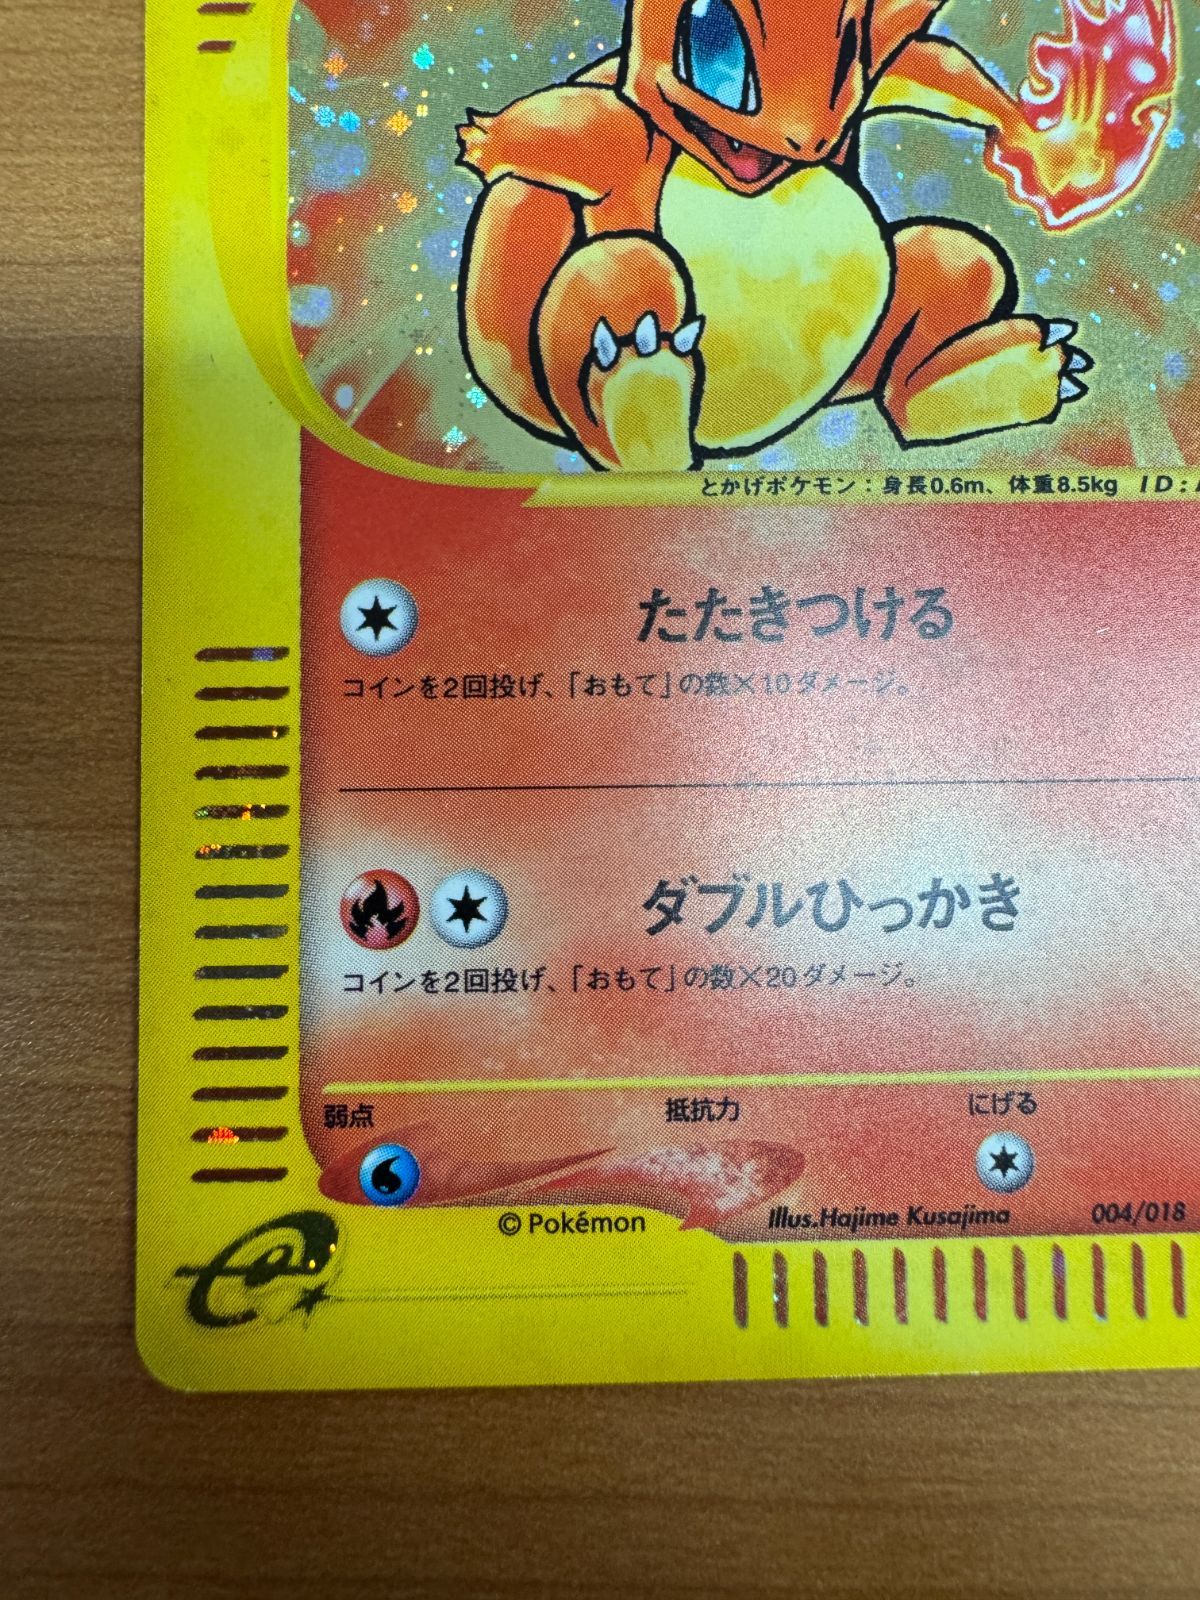 とかげポケモン：身長0.6m、体重8.5kg ID:
たたきつける
コインを2回投げ、「おもて」の数×10ダメージ。
ダブルひっかき
コインを2回投げ、「おもて」の数×20ダメージ。
弱点 抵抗力 にげる
© Pokémon Illus.Hajime Kusajima 004/018